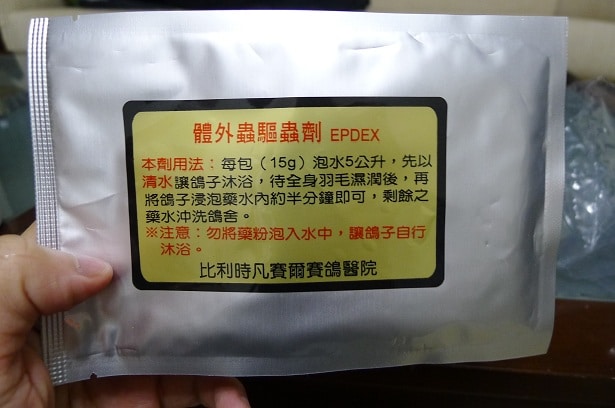 體外蟲驅蟲劑 EPDEX
本劑用法：每包（15g）泡水5公升，先以
清水讓鴿子沐浴，待全身羽毛濕潤後，再
將鴿子浸泡藥水內約半分鐘即可，剩餘之
藥水沖洗鴿舍。
※注意：勿將藥粉泡入水中，讓鴿子自行
沐浴。
比利時凡賽爾賽鴿醫院